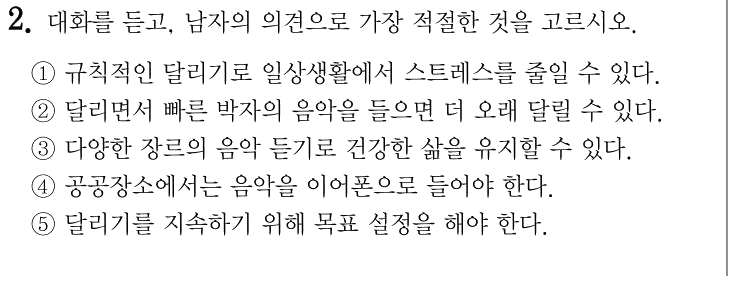 2. 대화를 듣고, 남자의 의견으로 가장 적절한 것을 고르시오.
① 규칙적인 달리기로 일상생활에서 스트레스를 줄일 수 있다.
② 달리면서 빠른 박자의 음악을 들으면 더 오래 달릴 수 있다.
③ 다양한 장르의 음악 듣기로 건강한 삶을 유지할 수 있다.
④ 공공장소에서는 음악을 이어폰으로 들어야 한다.
⑤ 달리기를 지속하기 위해 목표 설정을 해야 한다.